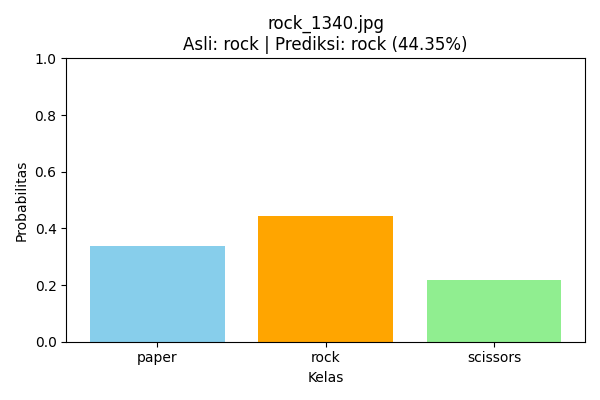 rock_1340.jpg
Asli: rock | Prediksi: rock (44.35%)
1.0
0.8
0.6
0.4
0.2
0.0
Probabilitas
paper
rock
scissors
Kelas